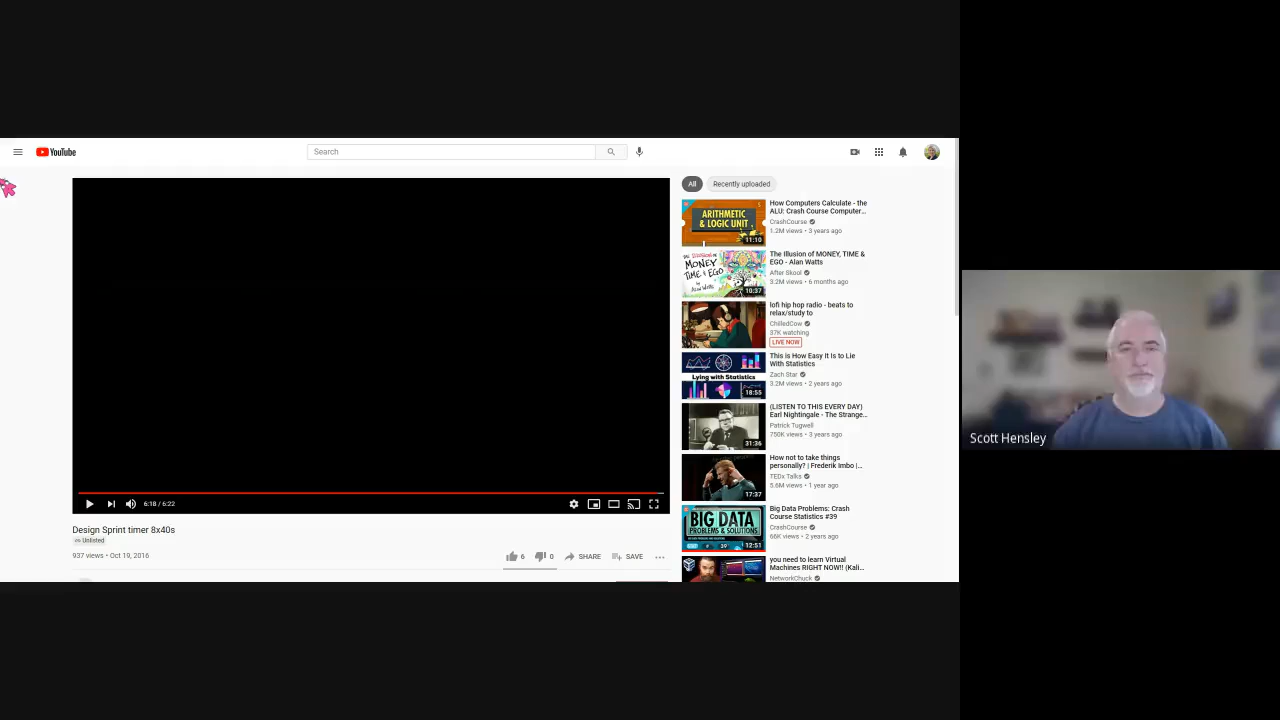 YouTube
Search
All
Recently uploaded
ARITHMETIC
& LOGIC UNIT
11:10
How Computers Calculate - the
ALU: Crash Course Computer...
CrashCourse
1.2M views • 3 years ago
THE ILLUSION OF
MONEY
TIME & EGO
by
ALAN WATTS
10:37
The Illusion of MONEY, TIME &
EGO - Alan Watts
After Skool
3.2M views • 6 months ago
lofi hip hop radio - beats to
relax/study to
ChilledCow
37K watching
LIVE NOW
Lying with Statistics
18:55
This is How Easy It Is to Lie
With Statistics
Zach Star
3.2M views • 2 years ago
31:36
(LISTEN TO THIS EVERY DAY)
Earl Nightingale - The Strange...
Patrick Tugwell
750K views • 3 years ago
17:37
How not to take things
personally? | Frederik Imbo |...
TEDx Talks
5.6M views • 1 year ago
BIG DATA
PROBLEMS & SOLUTIONS
39
12:51
Big Data Problems: Crash
Course Statistics #39
CrashCourse
66K views • 2 years ago
you need to learn Virtual
Machines RIGHT NOW!! (Kali...
NetworkChuck
6:18 / 6:22
Design Sprint timer 8x40s
Unlisted
937 views • Oct 19, 2016
6
0
SHARE
SAVE
Scott Hensley